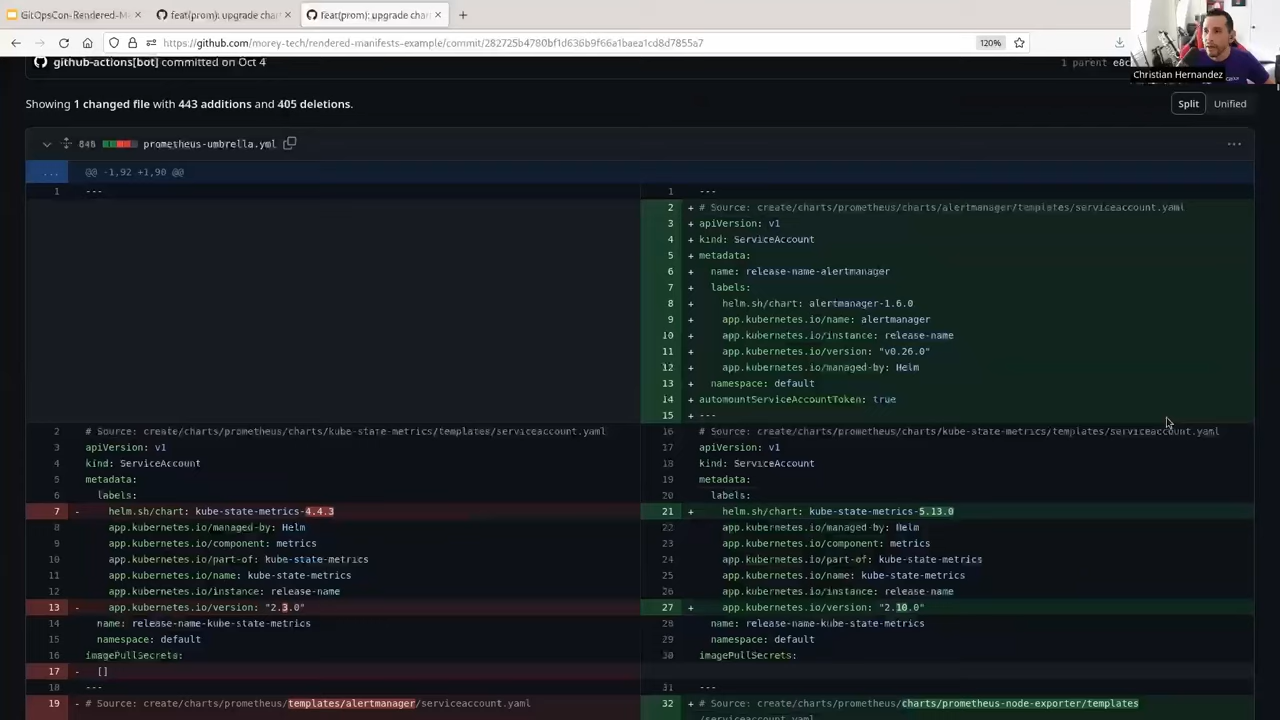 GitOpsCon-Rendered-M
feat(prom): upgrade char
feat(prom): upgrade char
https://github.com/morey-tech/rendered-manifests-example/commit/282725b4780bf1d636b9f66a1baea1cd8d7855a7
120%
Christian Hernandez
github-actions[bot] committed on Oct 4
1 parent e8c
Showing 1 changed file with 443 additions and 405 deletions.
Split
Unified
846
prometheus-umbrella.yml
...
@@ -1,92 +1,90 @@
1 ---
2 # Source: create/charts/prometheus/charts/kube-state-metrics/templates/serviceaccount.yaml
3 apiVersion: v1
4 kind: ServiceAccount
5 metadata:
6 labels:
7 - helm.sh/chart: kube-state-metrics-4.4.3
8 app.kubernetes.io/managed-by: Helm
9 app.kubernetes.io/component: metrics
10 app.kubernetes.io/part-of: kube-state-metrics
11 app.kubernetes.io/name: kube-state-metrics
12 app.kubernetes.io/instance: release-name
13 - app.kubernetes.io/version: "2.3.0"
14 name: release-name-kube-state-metrics
15 namespace: default
16 imagePullSecrets:
17 - []
18 ---
19 - # Source: create/charts/prometheus/templates/alertmanager/serviceaccount.yaml
1 ---
2 + # Source: create/charts/prometheus/charts/alertmanager/templates/serviceaccount.yaml
3 + apiVersion: v1
4 + kind: ServiceAccount
5 + metadata:
6 + name: release-name-alertmanager
7 + labels:
8 + helm.sh/chart: alertmanager-1.6.0
9 + app.kubernetes.io/name: alertmanager
10 + app.kubernetes.io/instance: release-name
11 + app.kubernetes.io/version: "v0.26.0"
12 + app.kubernetes.io/managed-by: Helm
13 + namespace: default
14 + automountServiceAccountToken: true
15 + ---
16 # Source: create/charts/prometheus/charts/kube-state-metrics/templates/serviceaccount.yaml
17 apiVersion: v1
18 kind: ServiceAccount
19 metadata:
20 labels:
21 + helm.sh/chart: kube-state-metrics-5.13.0
22 app.kubernetes.io/managed-by: Helm
23 app.kubernetes.io/component: metrics
24 app.kubernetes.io/part-of: kube-state-metrics
25 app.kubernetes.io/name: kube-state-metrics
26 app.kubernetes.io/instance: release-name
27 + app.kubernetes.io/version: "2.10.0"
28 name: release-name-kube-state-metrics
29 namespace: default
30 imagePullSecrets:
31 ---
32 + # Source: create/charts/prometheus/charts/prometheus-node-exporter/templates
/serviceaccount.yaml